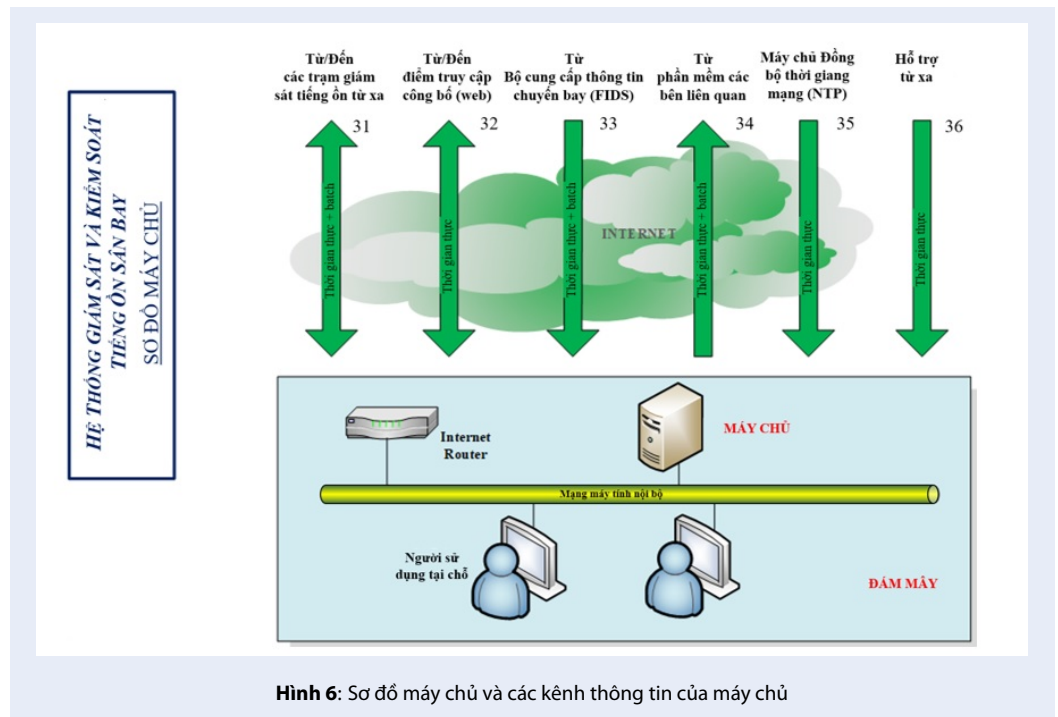 HỆ THỐNG GIÁM SÁT VÀ KIỂM SOÁT
TIẾNG ỒN SÂN BAY
SƠ ĐỒ MÁY CHỦ
Từ/Đến
các trạm giám
sát tiếng ồn từ xa
31
Từ/Đến
điểm truy cập
công bố (web)
32
Từ
Bộ cung cấp thông tin
chuyến bay (FIDS)
33
Từ
phần mềm các
bên liên quan
34
Máy chủ Đồng
bộ thời giang
mạng (NTP)
35
Hỗ trợ
từ xa
36
Thời gian thực + batch
Thời gian thực
Thời gian thực + batch
Thời gian thực + batch
Thời gian thực
Thời gian thực
INTERNET
Internet
Router
MÁY CHỦ
Mạng máy tính nội bộ
Người sử
dụng tại chỗ
ĐÁM MÂY
Hình 6: Sơ đồ máy chủ và các kênh thông tin của máy chủ